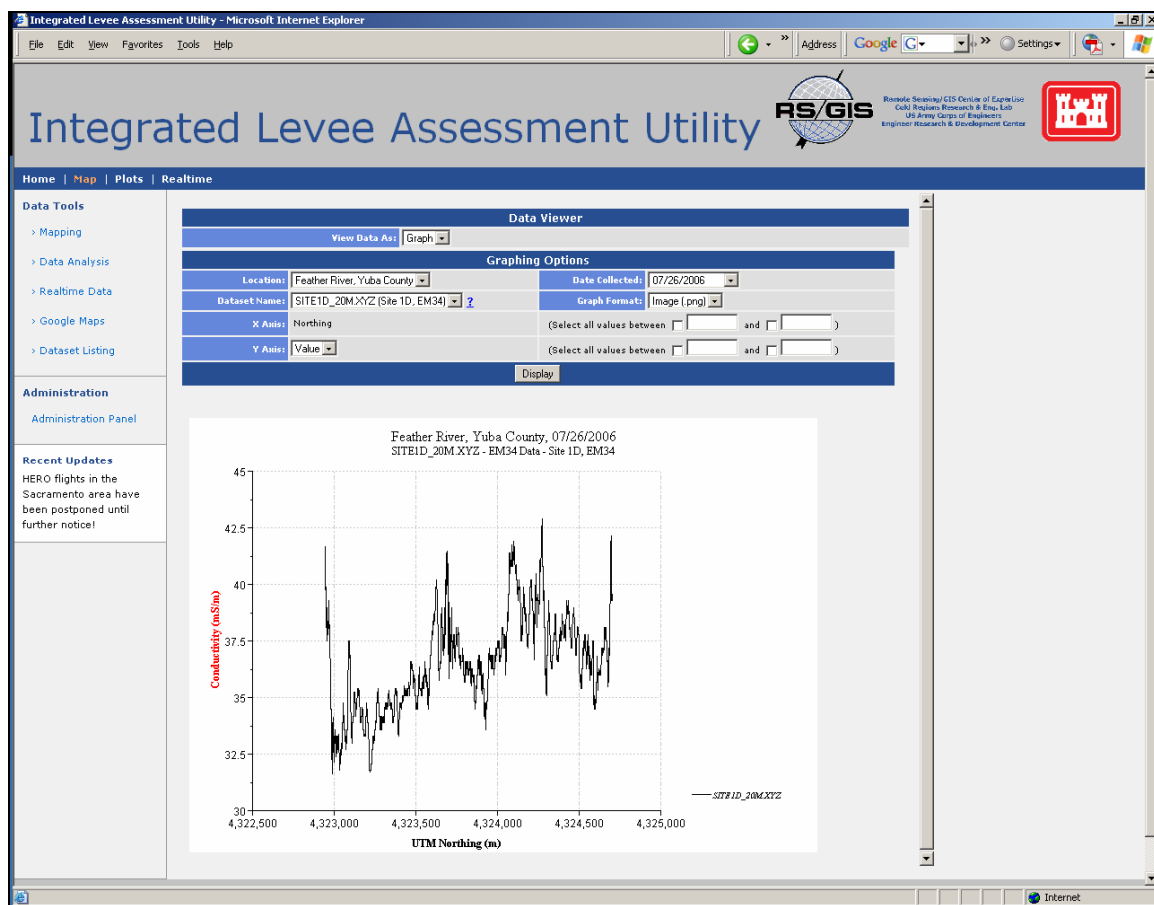 Integrated Levee Assessment Utility - Microsoft Internet Explorer
File Edit View Favorites Tools Help
» Address Google G » Settings
Integrated Levee Assessment Utility
RS/GIS
Remote Sensing/GIS Center of Expertise
Cold Regions Research & Eng. Lab
US Army Corps of Engineers
Engineer Research & Development Center
Home | Map | Plots | Realtime
Data Tools
› Mapping
› Data Analysis
› Realtime Data
› Google Maps
› Dataset Listing
Administration
Administration Panel
Recent Updates
HERO flights in the
Sacramento area have
been postponed until
further notice!
Data Viewer
View Data As: Graph
Graphing Options
Location: Feather River, Yuba County Date Collected: 07/26/2006
Dataset Name: SITE1D_20M.XYZ (Site 1D, EM34) ? Graph Format: Image (.png)
X Axis: Northing (Select all values between and )
Y Axis: Value (Select all values between and )
Display
Feather River, Yuba County, 07/26/2006
SITE1D_20M.XYZ - EM34 Data - Site 1D, EM34
45
42.5
40
37.5
35
32.5
30
Conductivity (mS/m)
4,322,500 4,323,000 4,323,500 4,324,000 4,324,500 4,325,000
UTM Northing (m)
SITE1D_20M.XYZ
Internet